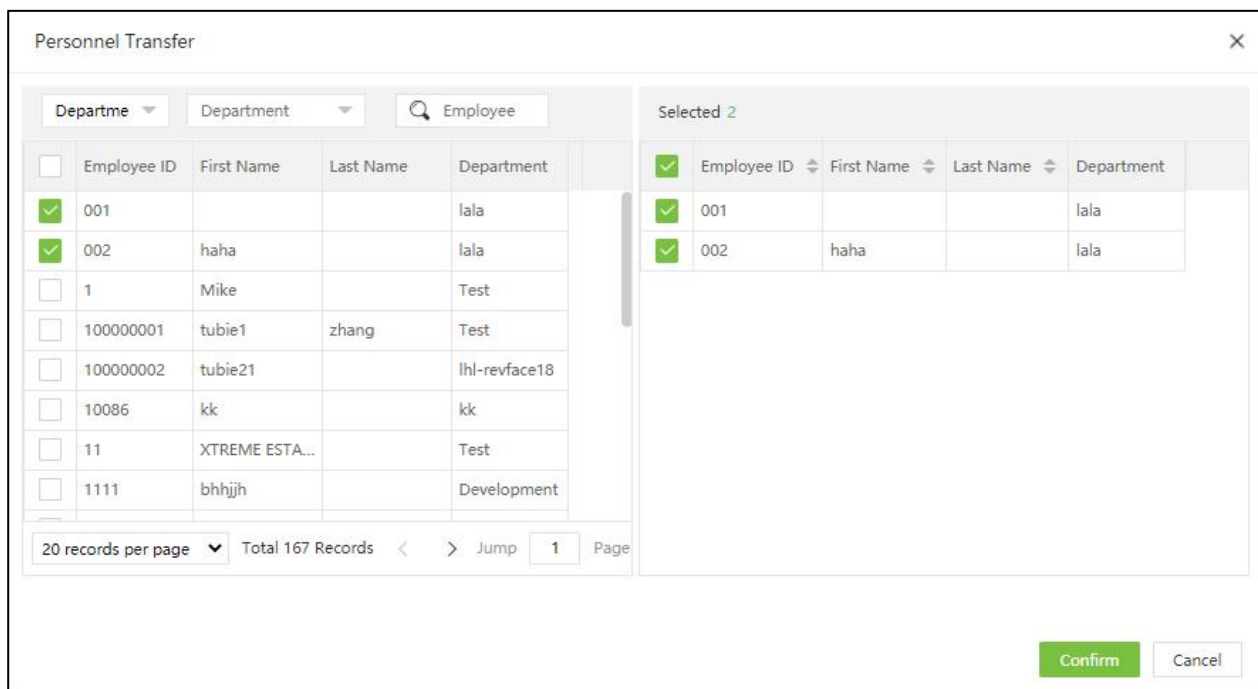 Personnel Transfer
Departme Department Employee
Employee ID First Name Last Name Department
001 lala
002 haha lala
1 Mike Test
100000001 tubie1 zhang Test
100000002 tubie21 lhl-revface18
10086 kk kk
11 XTREME ESTA... Test
1111 bhhjjh Development
20 records per page Total 167 Records < > Jump 1 Page
Selected 2
Employee ID First Name Last Name Department
001 lala
002 haha lala
Confirm Cancel